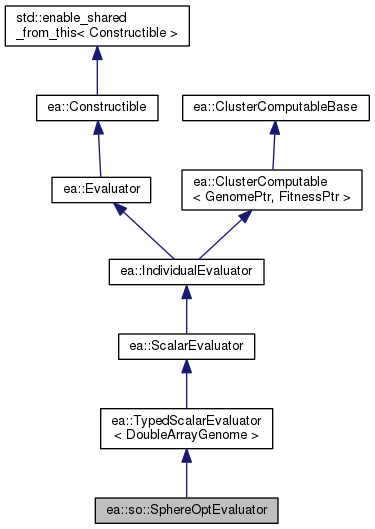 std::enable_shared
_from_this< Constructible >
ea::Constructible
ea::ClusterComputableBase
ea::Evaluator
ea::ClusterComputable
< GenomePtr, FitnessPtr >
ea::IndividualEvaluator
ea::ScalarEvaluator
ea::TypedScalarEvaluator
< DoubleArrayGenome >
ea::so::SphereOptEvaluator